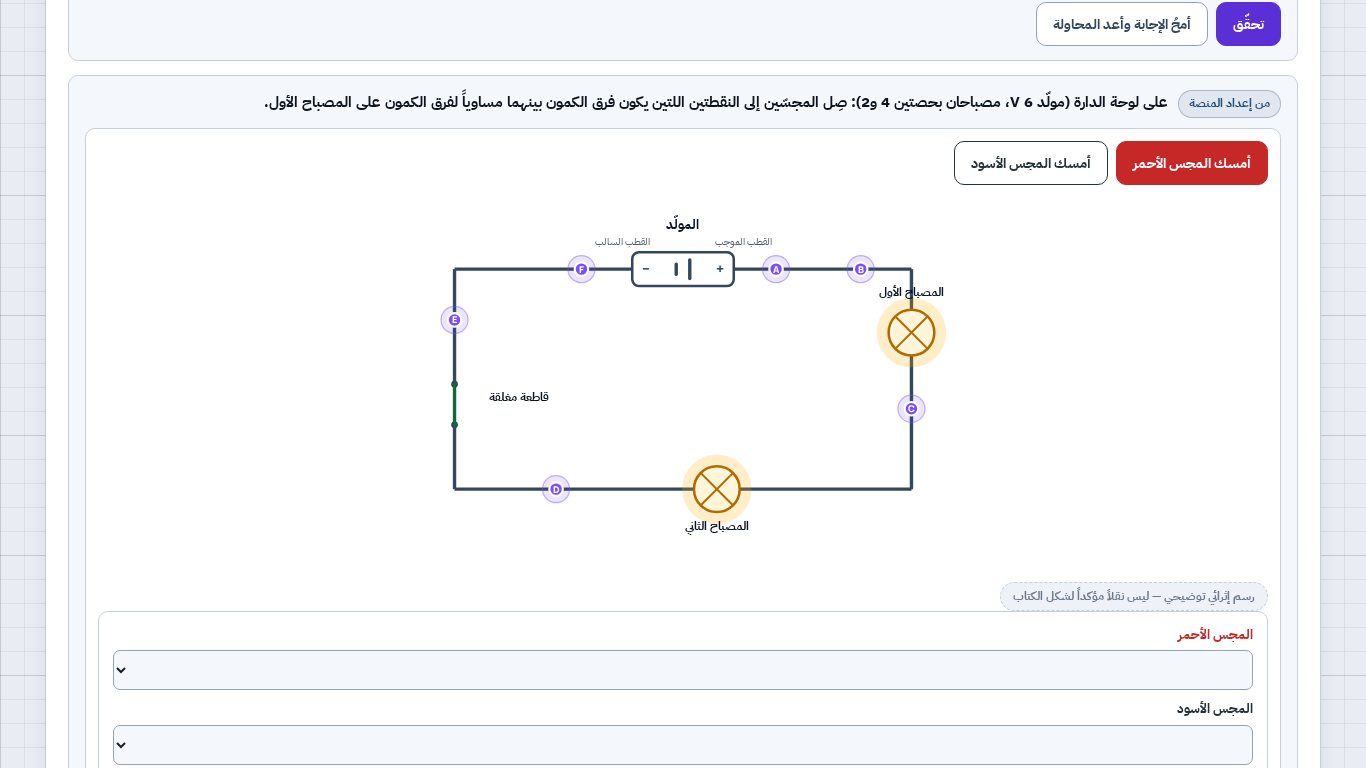 تحقّق
أمحُ الإجابة وأعد المحاولة
من إعداد المنصة
على لوحة الدارة (مولّد 6 V، مصباحان بحصتين 4 و2): صِل المجسّين إلى النقطتين اللتين يكون فرق الكمون بينهما مساوياً لفرق الكمون على المصباح الأول.
أمسك المجس الأحمر
أمسك المجس الأسود
المولّد
القطب الموجب
القطب السالب
+
−
A
B
F
المصباح الأول
E
قاطعة مغلقة
C
D
المصباح الثاني
رسم إثرائي توضيحي — ليس نقلاً مؤكداً لشكل الكتاب
المجس الأحمر
المجس الأسود